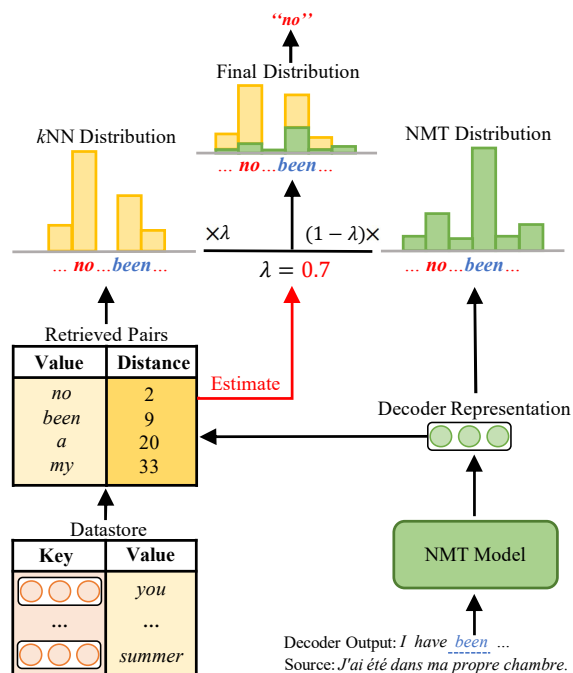 “no”
Final Distribution
kNN Distribution
NMT Distribution
... no...been...
×λ
(1 − λ)×
λ = 0.7
... no...been...
... no...been...
Retrieved Pairs
Value Distance
no 2
been 9
a 20
my 33
Estimate
Decoder Representation
Datastore
Key Value
you
... ...
summer
NMT Model
Decoder Output: I have been ...
Source: J'ai été dans ma propre chambre.